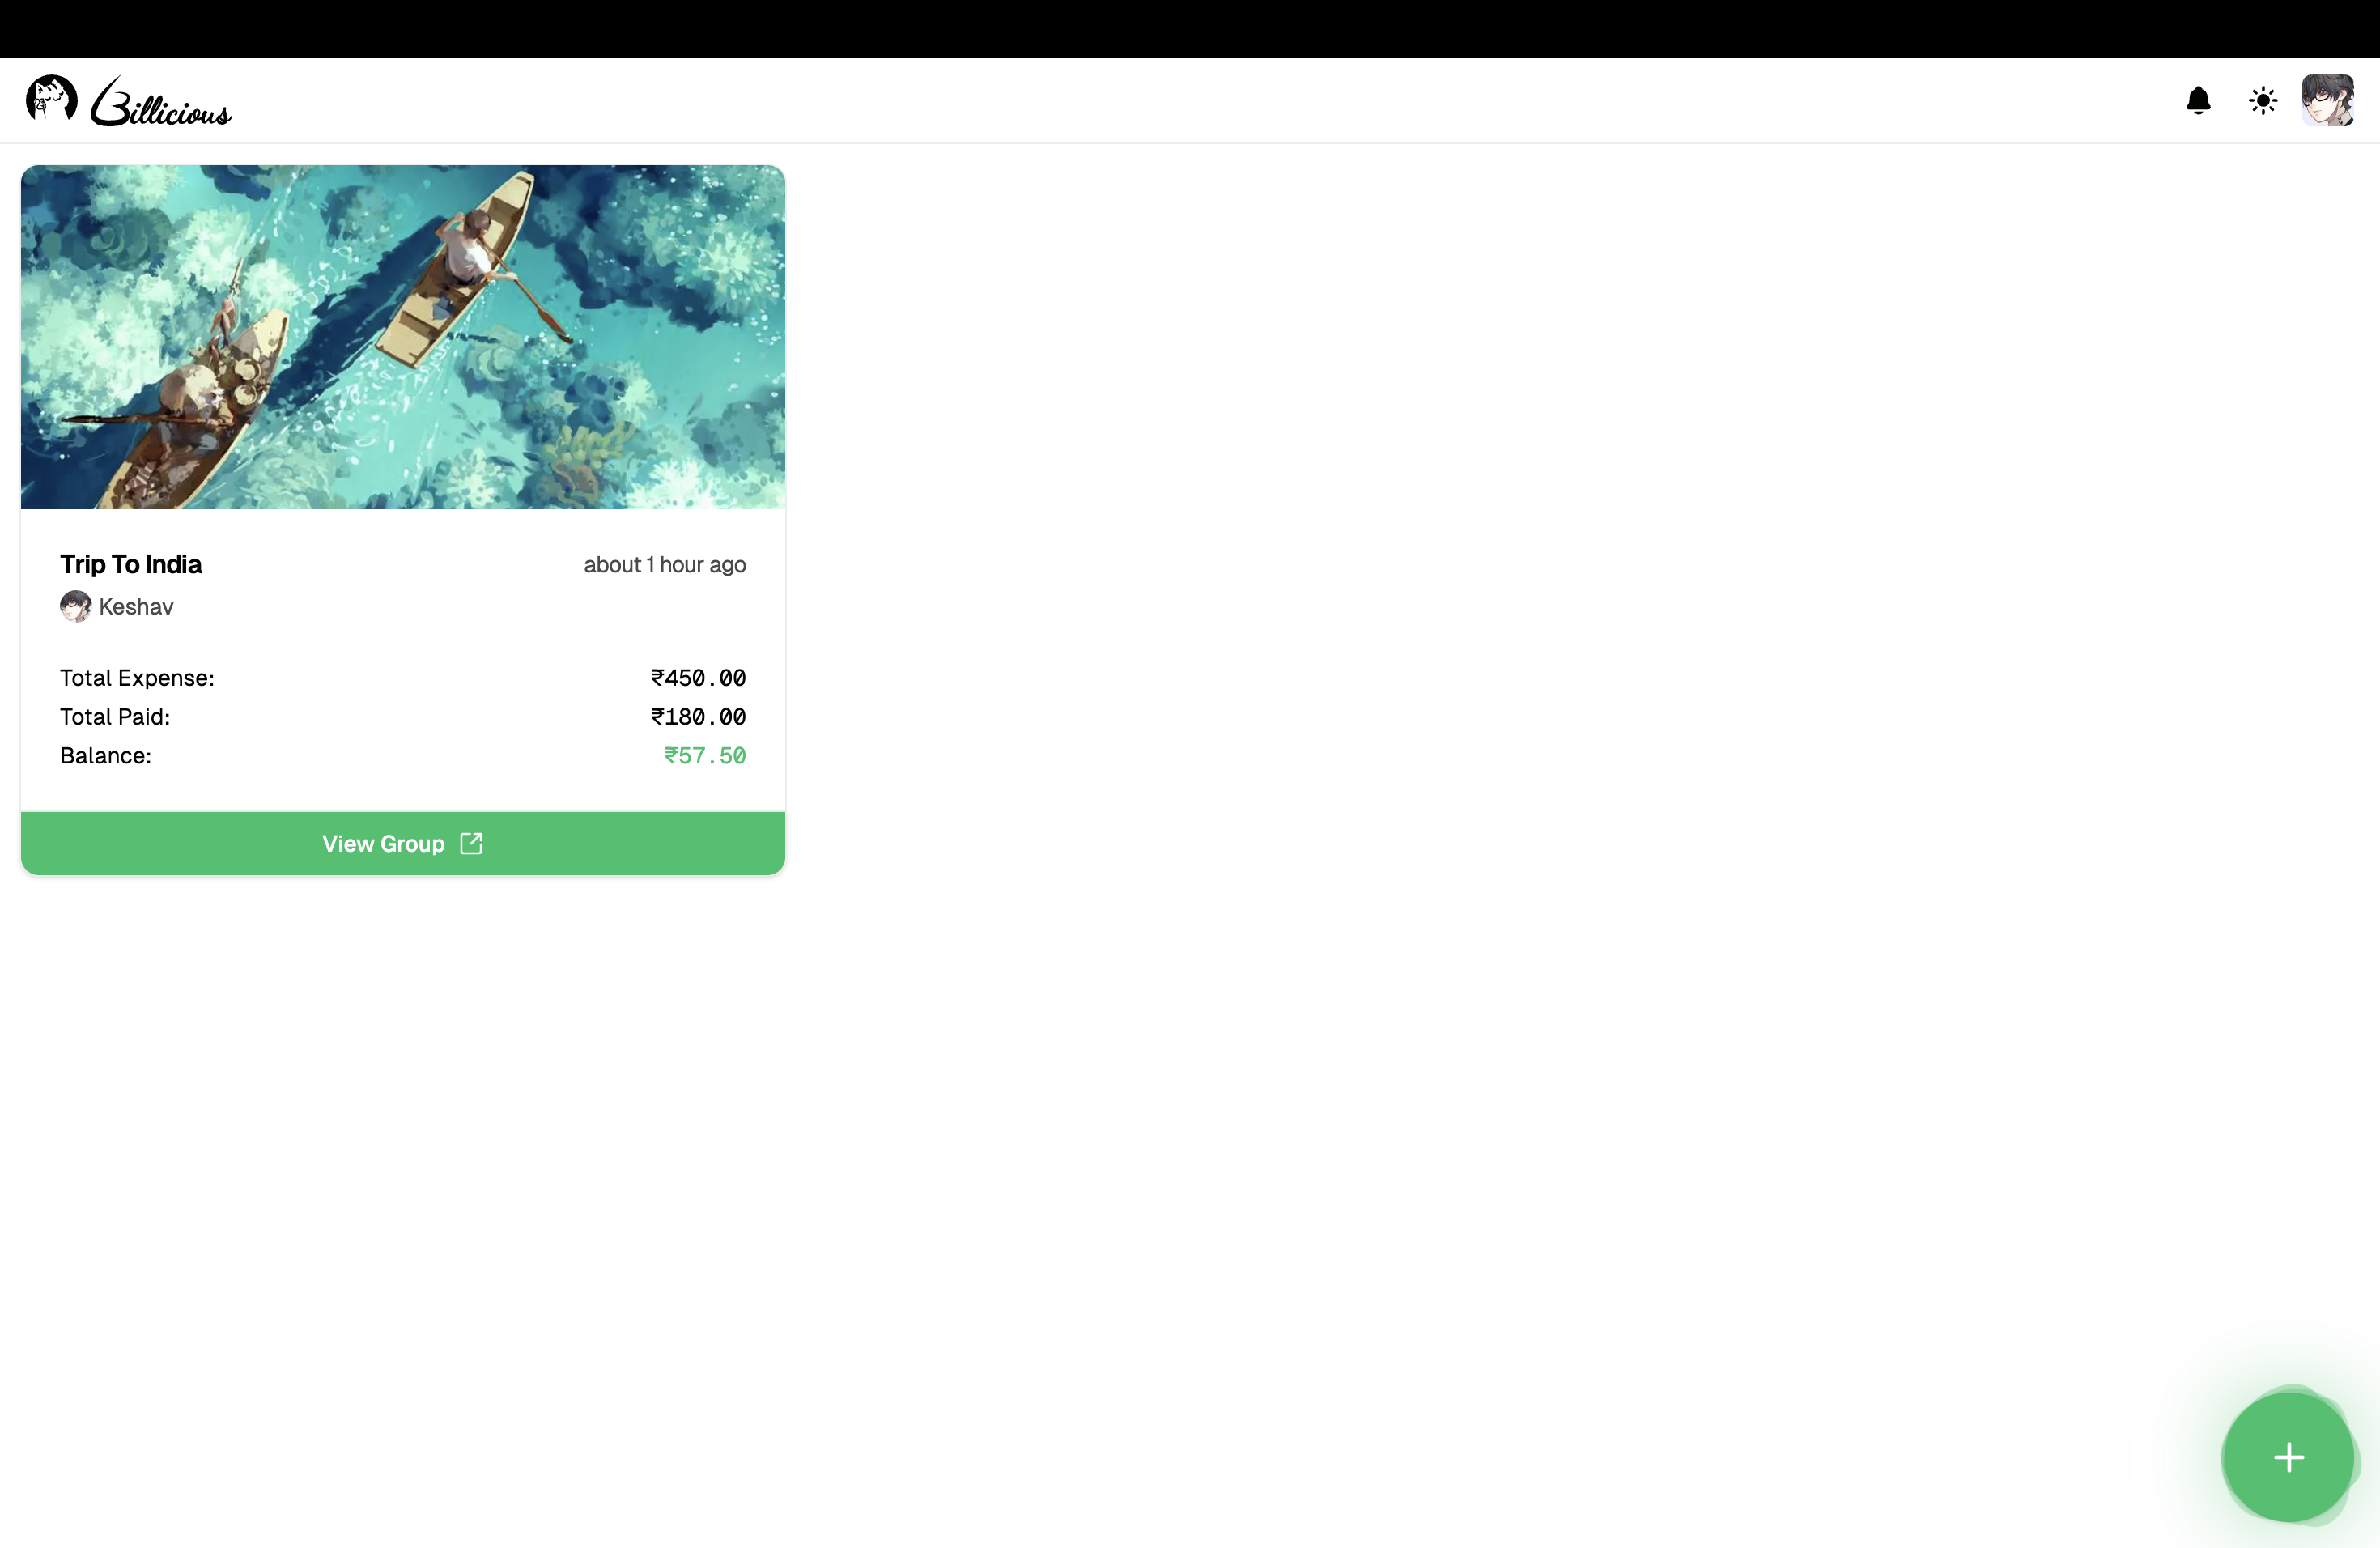 Billicious
Trip To India
about 1 hour ago
Keshav
Total Expense:
₹450.00
Total Paid:
₹180.00
Balance:
₹57.50
View Group